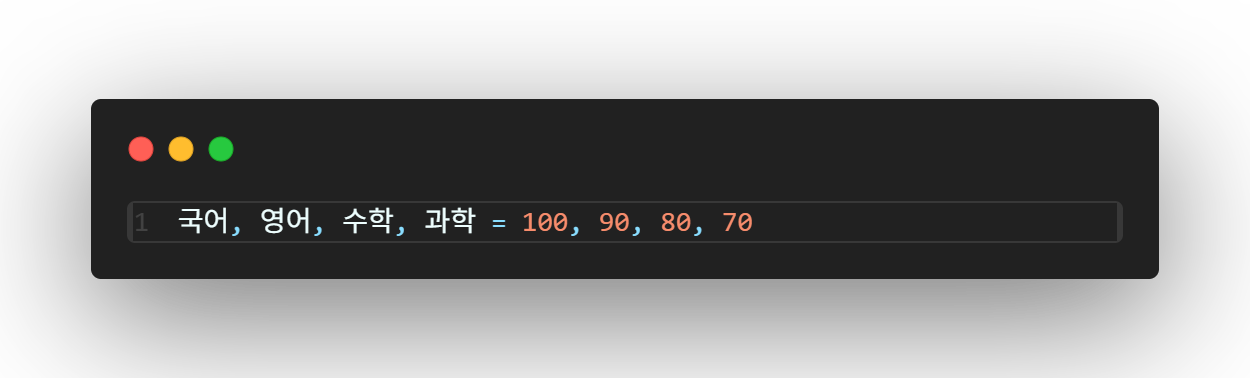 1 국어, 영어, 수학, 과학 = 100, 90, 80, 70